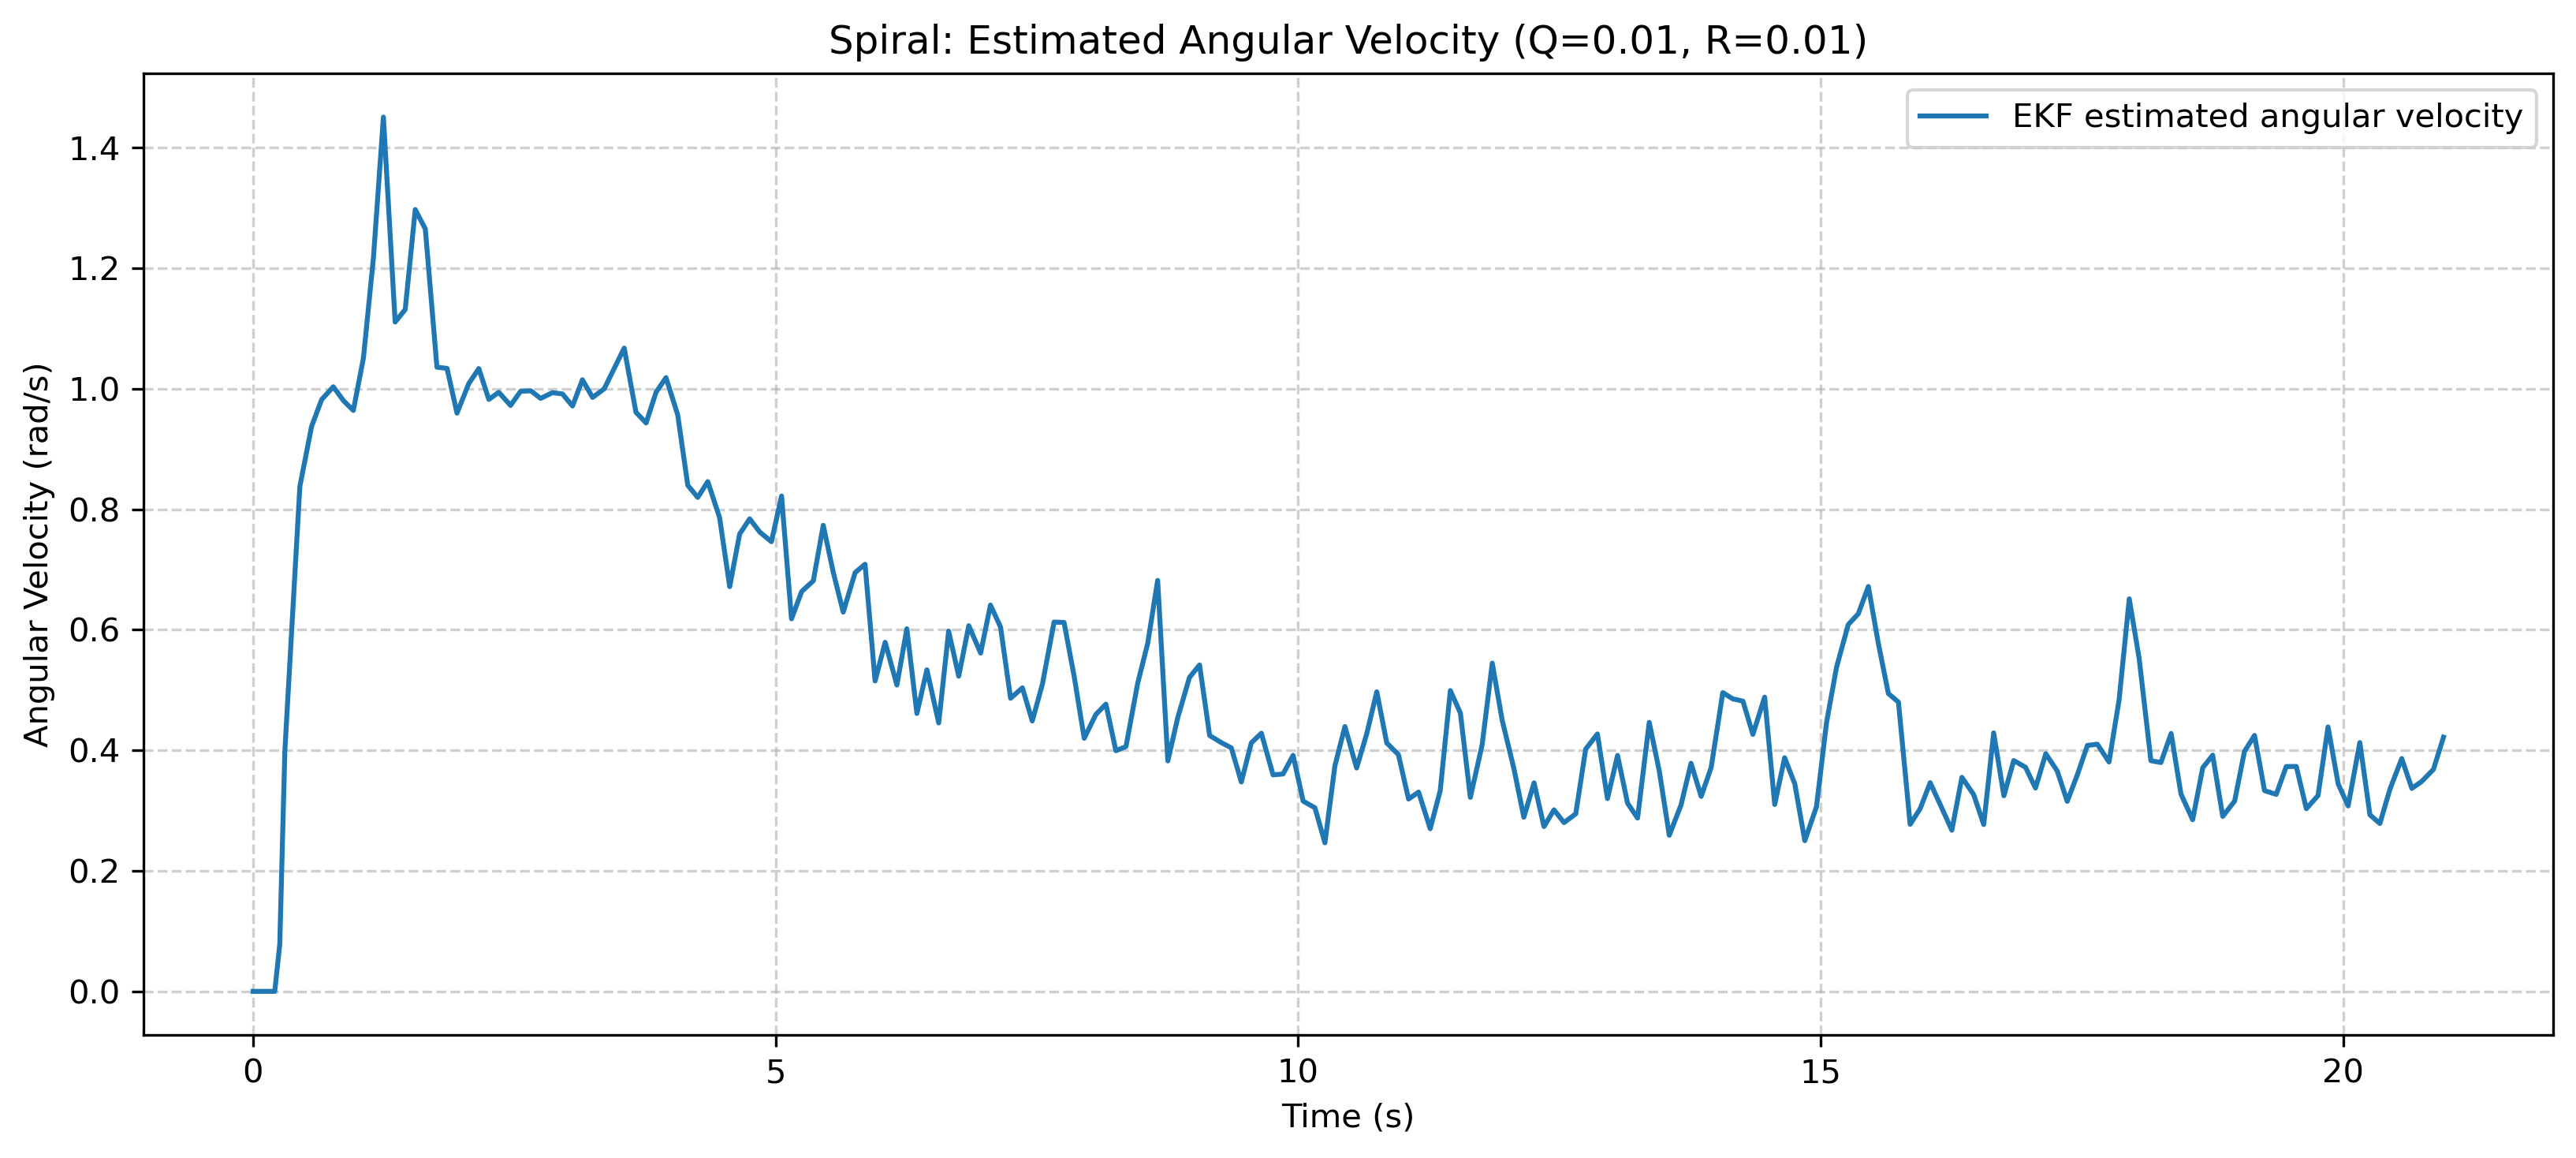 Spiral: Estimated Angular Velocity (Q=0.01, R=0.01)
EKF estimated angular velocity
Angular Velocity (rad/s)
1.4
1.2
1.0
0.8
0.6
0.4
0.2
0.0
0 5 10 15 20
Time (s)